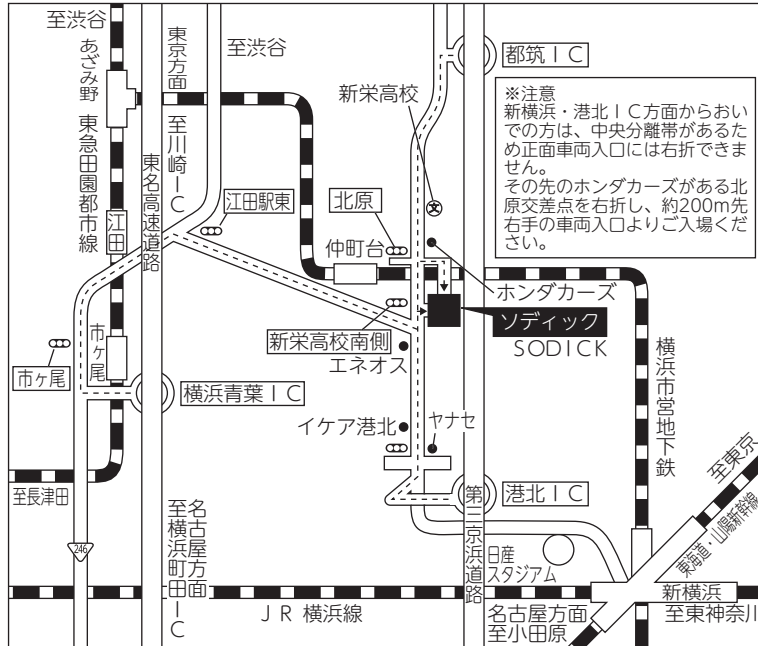 至渋谷
あざみ野
東急田園都市線
江田
市ヶ尾
市ヶ尾
至長津田
246
東京方面
至川崎IC
東名高速道路
至渋谷
江田駅東
横浜青葉IC
名古屋方面
至横浜町田IC
新栄高校
文
北原
仲町台
新栄高校南側
エネオス
イケア港北
ヤナセ
都筑IC
※注意
新横浜・港北IC方面からおい
での方は、中央分離帯があるた
め正面車両入口には右折できま
せん。
その先のホンダカーズがある北
原交差点を右折し、約200m先
右手の車両入口よりご入場くだ
さい。
ホンダカーズ
ソディック
SODICK
横浜市営地下鉄
港北IC
第三京浜道路
日産
スタジアム
至東京
東海道・山陽新幹線
新横浜
JR 横浜線
名古屋方面
至小田原
至東神奈川